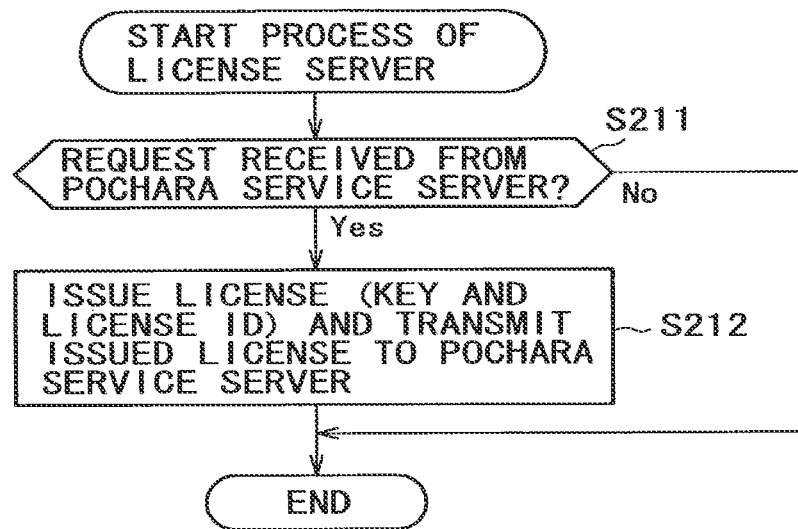 START PROCESS OF
LICENSE SERVER
S211
REQUEST RECEIVED FROM
POCHARA SERVICE SERVER?
No
Yes
ISSUE LICENSE (KEY AND
LICENSE ID) AND TRANSMIT
ISSUED LICENSE TO POCHARA
SERVICE SERVER
S212
END